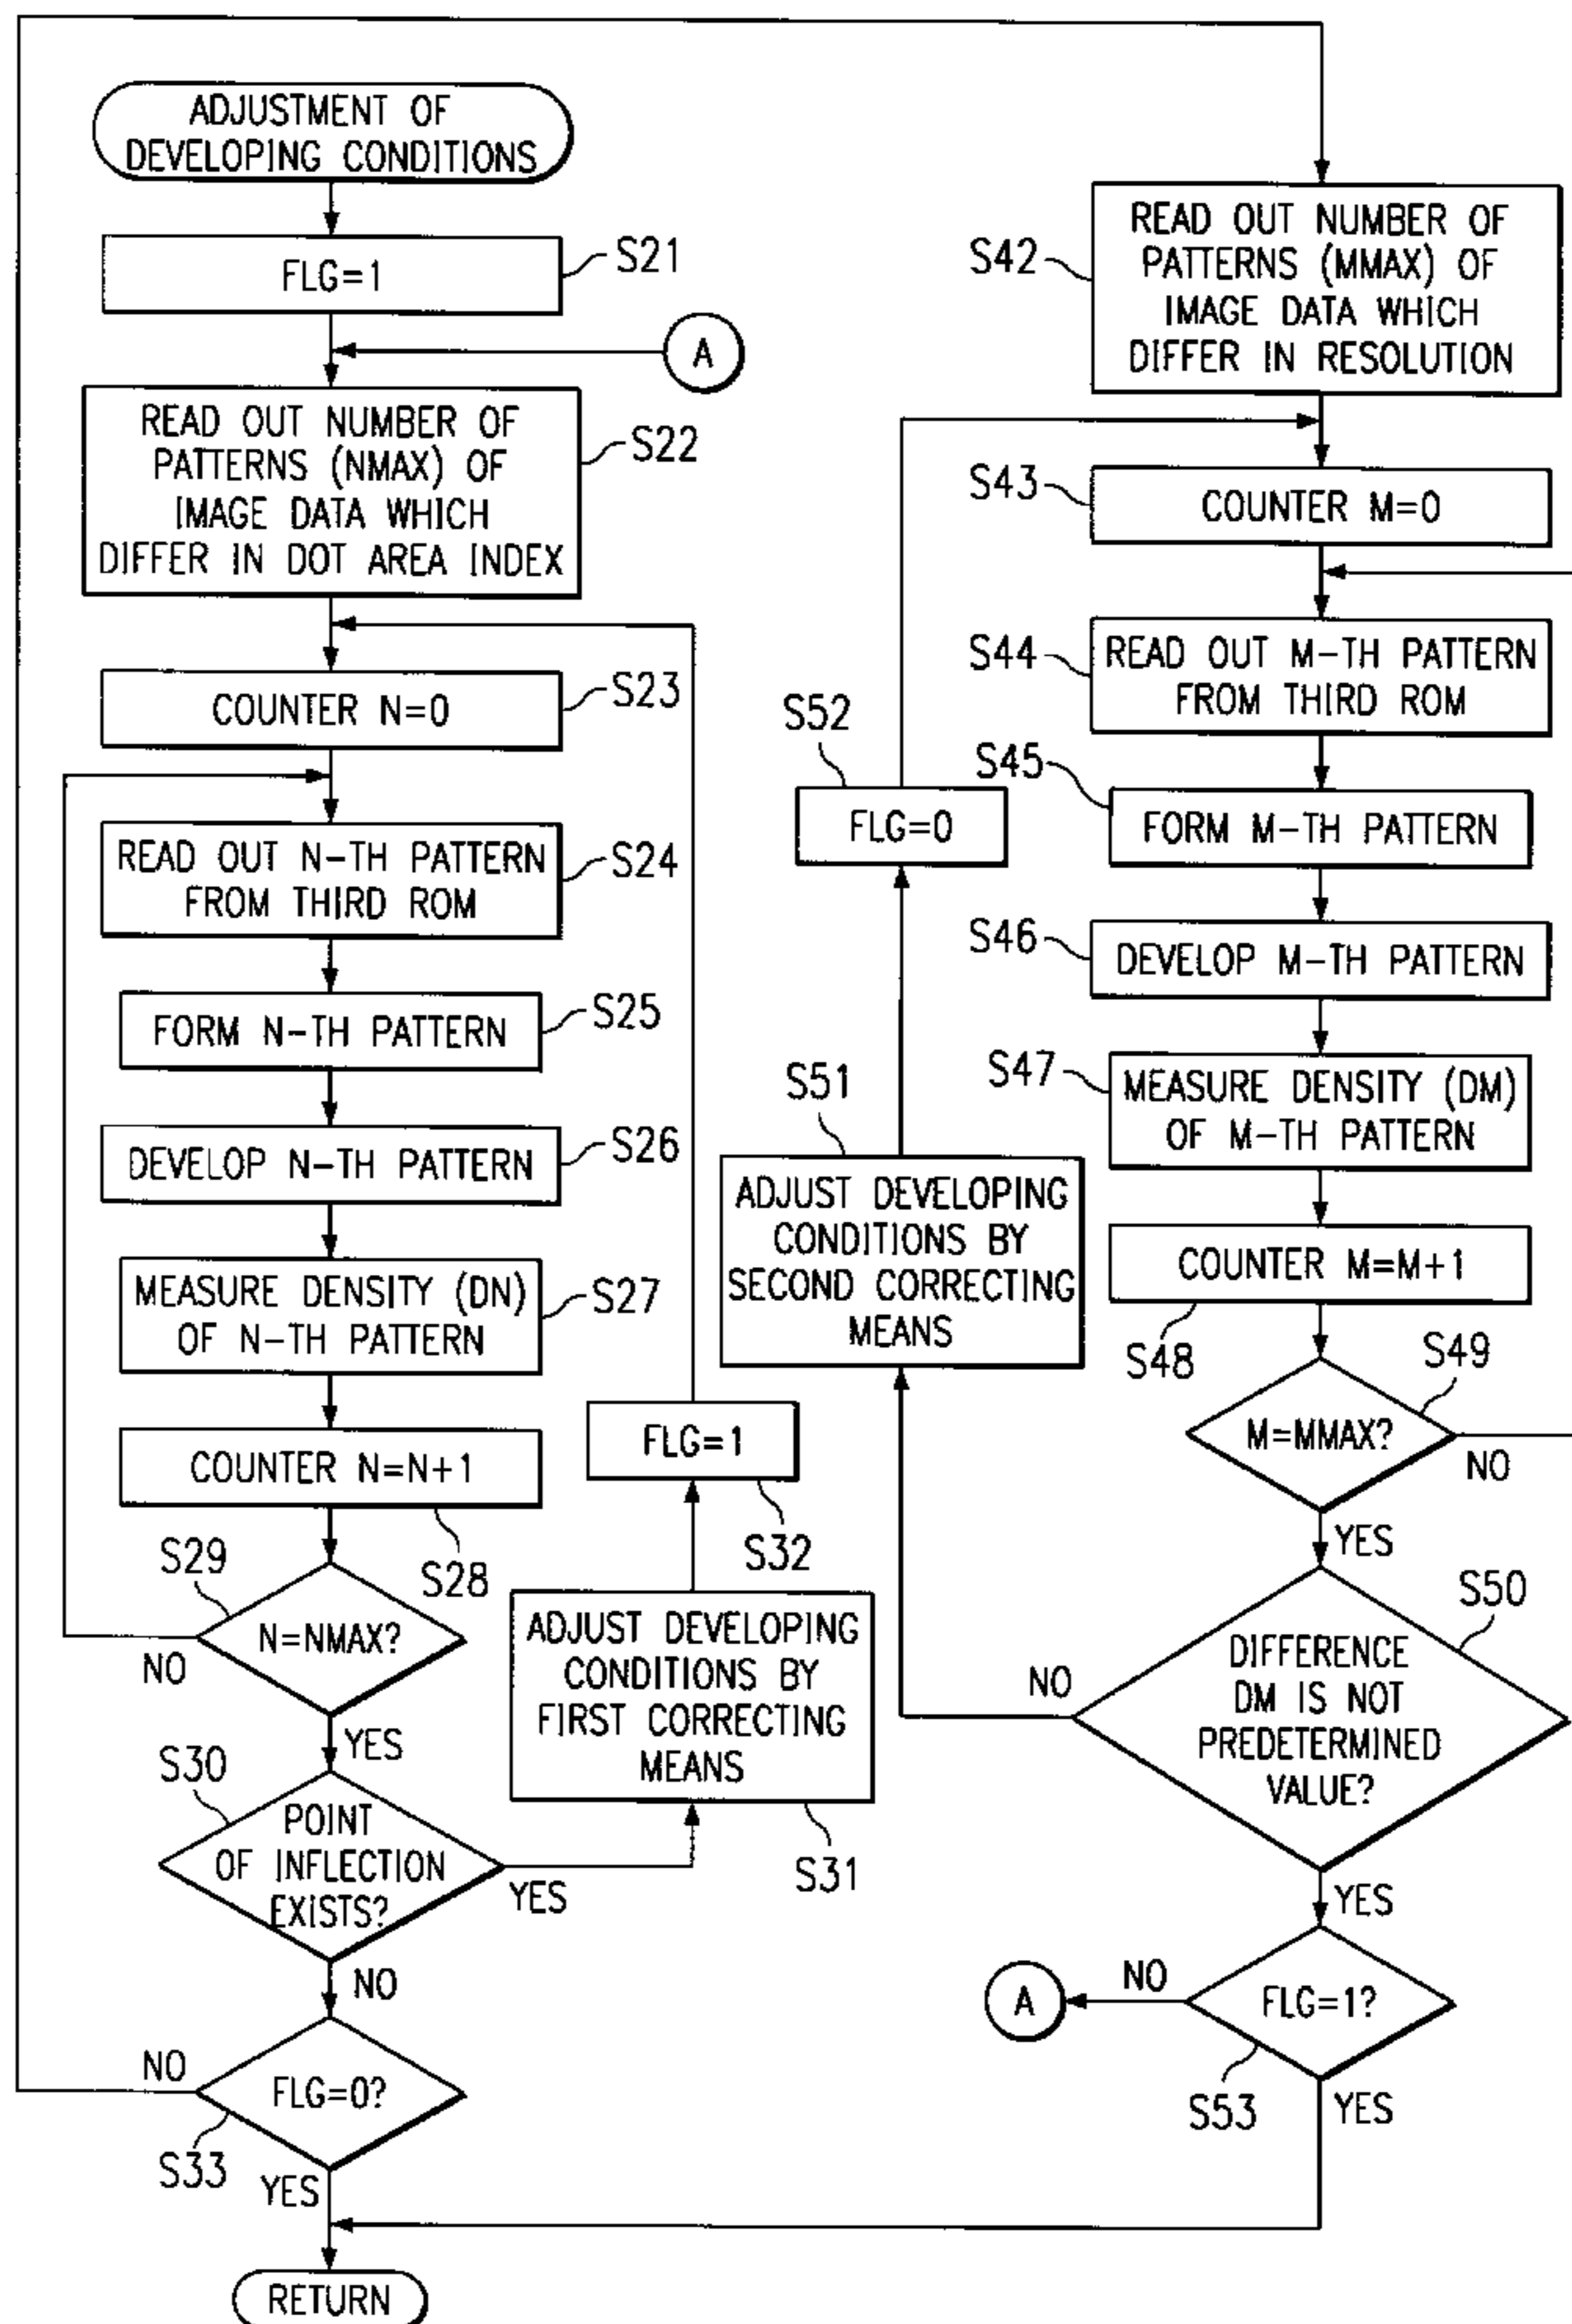 ADJUSTMENT OF
DEVELOPING CONDITIONS
FLG=1
S21
A
READ OUT NUMBER OF
PATTERNS (NMAX) OF
IMAGE DATA WHICH
DIFFER IN DOT AREA INDEX
S22
COUNTER N=0
S23
READ OUT N-TH PATTERN
FROM THIRD ROM
S24
FORM N-TH PATTERN
S25
DEVELOP N-TH PATTERN
S26
MEASURE DENSITY (DN)
OF N-TH PATTERN
S27
COUNTER N=N+1
S28
S29
N=NMAX?
NO
YES
S30
POINT
OF INFLECTION
EXISTS?
YES
NO
FLG=1
S32
ADJUST DEVELOPING
CONDITIONS BY
FIRST CORRECTING
MEANS
S31
NO
FLG=0?
S33
YES
RETURN
S42
READ OUT NUMBER OF
PATTERNS (MMAX) OF
IMAGE DATA WHICH
DIFFER IN RESOLUTION
S43
COUNTER M=0
S44
READ OUT M-TH PATTERN
FROM THIRD ROM
S45
FORM M-TH PATTERN
S46
DEVELOP M-TH PATTERN
S47
MEASURE DENSITY (DM)
OF M-TH PATTERN
COUNTER M=M+1
S48
S49
M=MMAX?
NO
YES
S50
DIFFERENCE
DM IS NOT
PREDETERMINED
VALUE?
NO
YES
S52
FLG=0
S51
ADJUST DEVELOPING
CONDITIONS BY
SECOND CORRECTING
MEANS
A
NO
FLG=1?
S53
YES